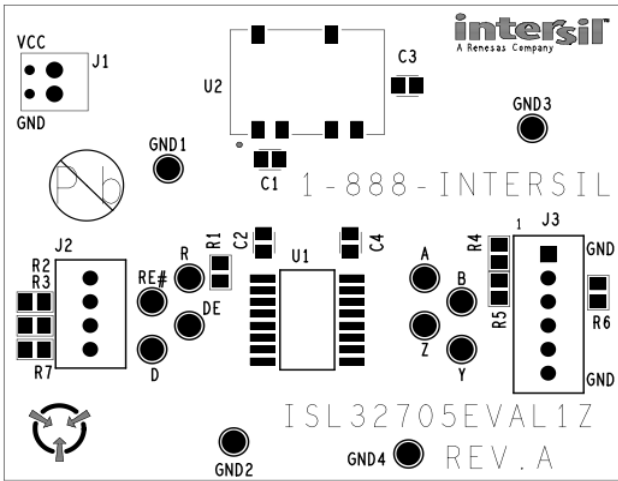 intersil
A Renesas Company
VCC
J1
GND
U2
C3
GND3
GND1
Pb
C1
1-888-INTERSIL
J2
R
R1
C2
U1
C4
A
B
R4
1
J3
GND
R2
R3
RE#
DE
R5
R6
R7
D
Z
Y
GND
ISL32705EVAL1Z
REV.A
GND2
GND4